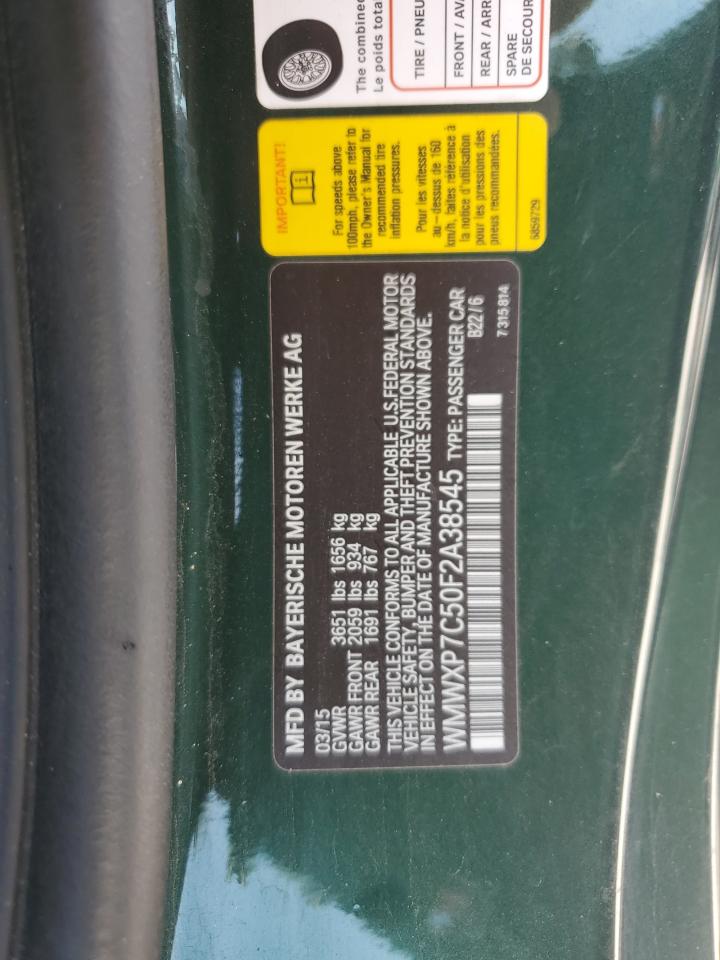 MFD BY BAYERISCHE MOTOREN WERKE AG
03/15
GVWR 3651 lbs 1656 kg
GAWR FRONT 2059 lbs 934 kg
GAWR REAR 1691 lbs 767 kg
THIS VEHICLE CONFORMS TO ALL APPLICABLE U.S.FEDERAL MOTOR
VEHICLE SAFETY, BUMPER AND THEFT PREVENTION STANDARDS
IN EFFECT ON THE DATE OF MANUFACTURE SHOWN ABOVE.
WMWXP7C50F2A38545 TYPE: PASSENGER CAR
B22/6
7315814
IMPORTANT!
For speeds above
100mph, please refer to
the Owner's Manual for
recommended tire
inflation pressures.
Pour les vitesses
au-dessus de 160
km/h, faites référence à
la notice d'utilisation
pour les pressions des
pneus recommandées.
6859729
The combined
Le poids tota
TIRE / PNEU
FRONT / AV
REAR / ARR
SPARE
DE SECOUR